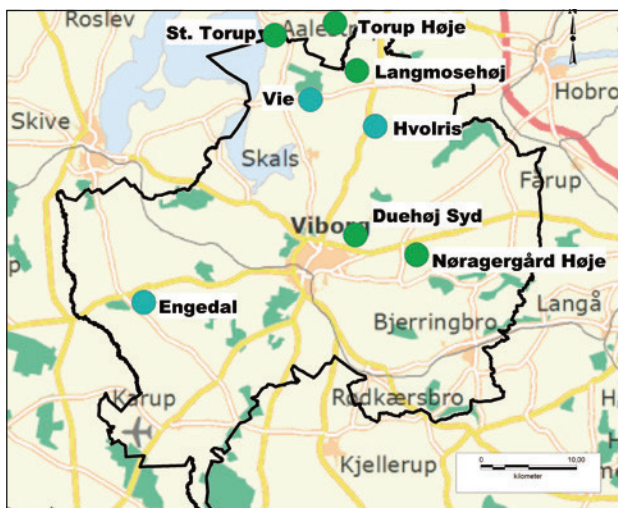 Roslev
St. Torup
Torup Høje
Langmosehøj
Hobro
Vie
Skive
Hvolris
Skals
Fårup
Duehøj Syd
Viborg
Nøragergård Høje
Engedal
Langå
Bjerringbro
Karup
Rødkærsbro
Kjellerup
0
10,00
kilometer